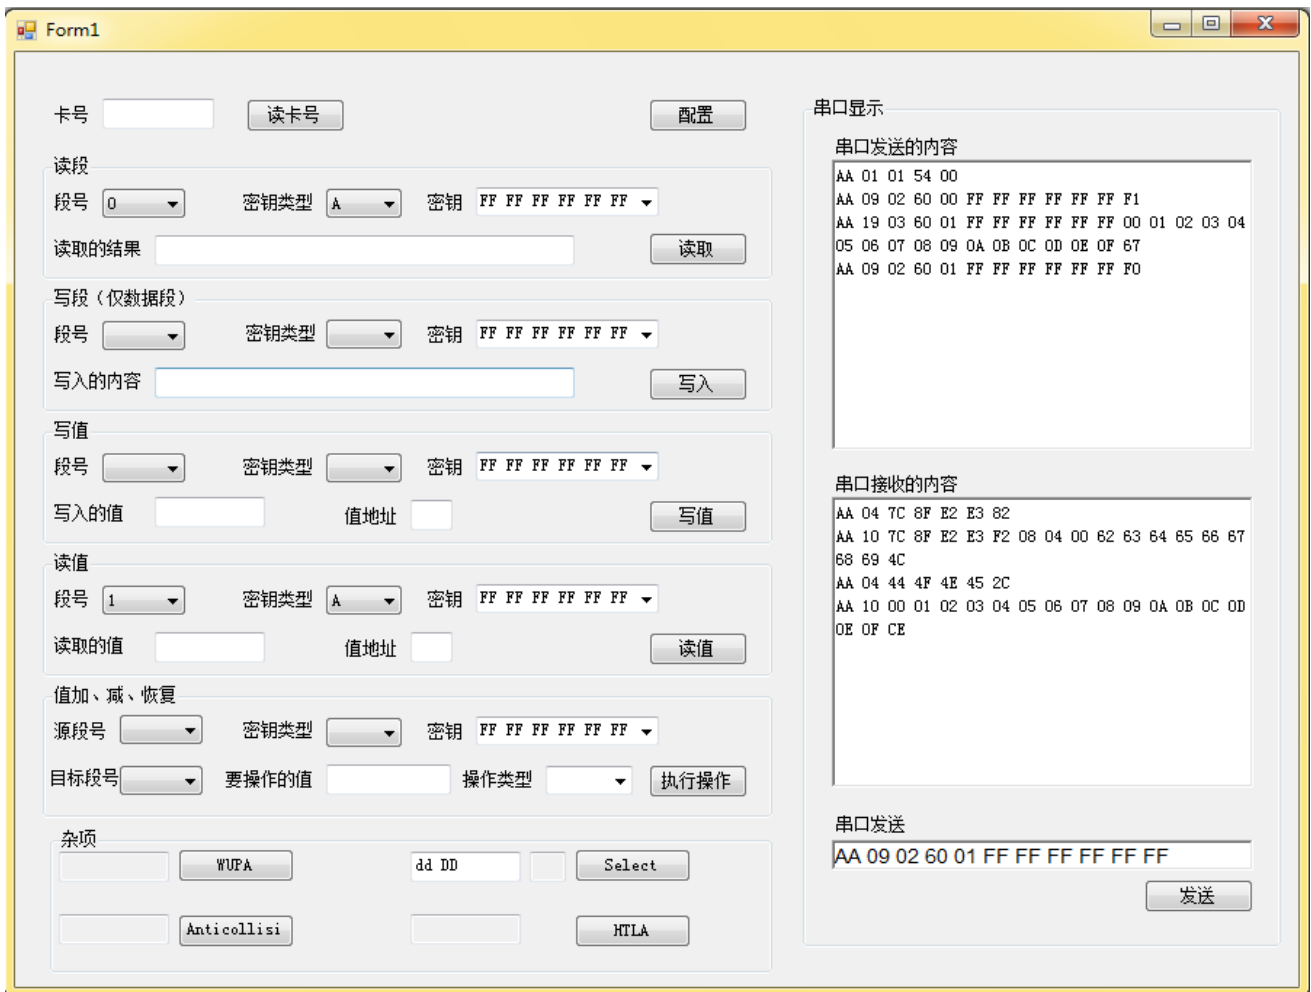 Form1
卡号 读卡号 配置
读段
段号 0 密钥类型 A 密钥 FF FF FF FF FF FF
读取的结果 读取
写段（仅数据段）
段号 密钥类型 密钥 FF FF FF FF FF FF
写入的内容 写入
写值
段号 密钥类型 密钥 FF FF FF FF FF FF
写入的值 值地址 写值
读值
段号 1 密钥类型 A 密钥 FF FF FF FF FF FF
读取的值 值地址 读值
值加、减、恢复
源段号 密钥类型 密钥 FF FF FF FF FF FF
目标段号 要操作的值 操作类型 执行操作
杂项
WUPA dd DD Select
Anticollisi HTLA
串口显示
串口发送的内容
AA 01 01 54 00
AA 09 02 60 00 FF FF FF FF FF FF F1
AA 19 03 60 01 FF FF FF FF FF FF 00 01 02 03 04
05 06 07 08 09 0A 0B 0C 0D 0E 0F 67
AA 09 02 60 01 FF FF FF FF FF FF F0
串口接收的内容
AA 04 7C 8F E2 E3 82
AA 10 7C 8F E2 E3 F2 08 04 00 62 63 64 65 66 67
68 69 4C
AA 04 44 4F 4E 45 2C
AA 10 00 01 02 03 04 05 06 07 08 09 0A 0B 0C 0D
0E 0F CE
串口发送
AA 09 02 60 01 FF FF FF FF FF FF
发送